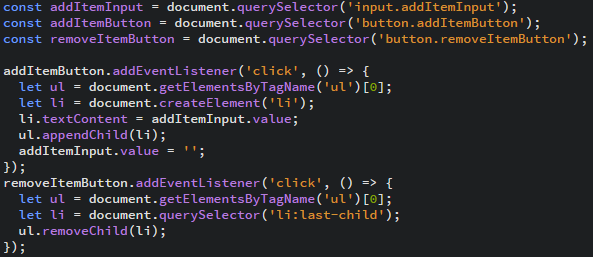 const addItemInput = document.querySelector('input.addItemInput');
const addItemButton = document.querySelector('button.addItemButton');
const removeItemButton = document.querySelector('button.removeItemButton');

addItemButton.addEventListener('click', () => {
  let ul = document.getElementsByTagName('ul')[0];
  let li = document.createElement('li');
  li.textContent = addItemInput.value;
  ul.appendChild(li);
  addItemInput.value = '';
});
removeItemButton.addEventListener('click', () => {
  let ul = document.getElementsByTagName('ul')[0];
  let li = document.querySelector('li:last-child');
  ul.removeChild(li);
});